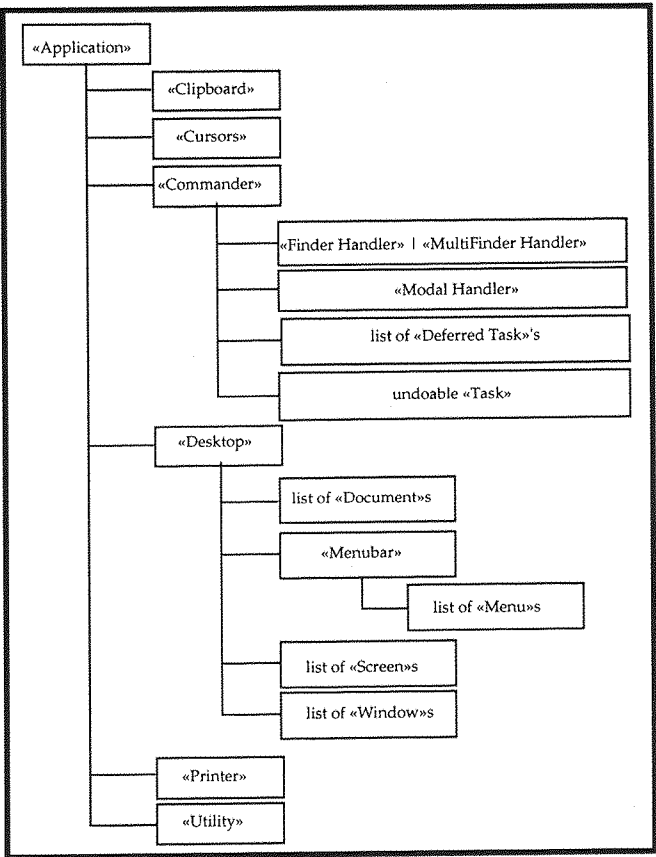 «Application»
«Clipboard»
«Cursors»
«Commander»
«Finder Handler» | «MultiFinder Handler»
«Modal Handler»
list of «Deferred Task»'s
undoable «Task»
«Desktop»
list of «Document»s
«Menubar»
list of «Menu»s
list of «Screen»s
list of «Window»s
«Printer»
«Utility»